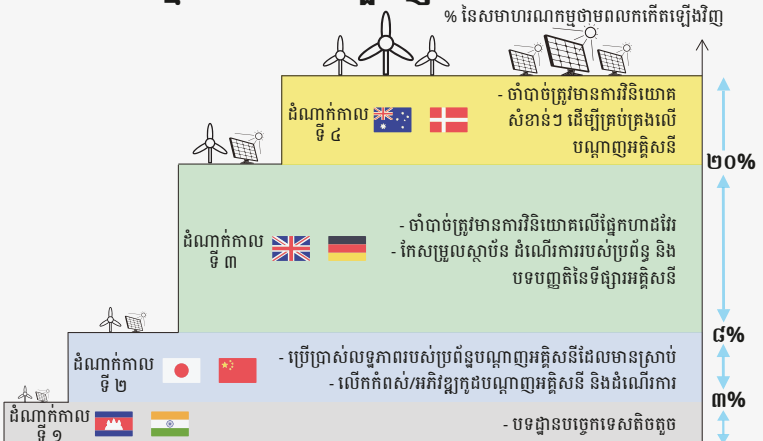 % នៃសមាហរណកម្មថាមពលកកើតឡើងវិញ
ដំណាក់កាល
ទី ៤
- ចាំបាច់ត្រូវមានការវិនិយោគ
សំខាន់ៗ ដើម្បីគ្រប់គ្រងលើ
បណ្តាញអគ្គិសនី
២០%
ដំណាក់កាល
ទី ៣
- ចាំបាច់ត្រូវមានការវិនិយោគលើផ្នែកហាដវែរ
- កែសម្រួលស្ថាប័ន ដំណើរការរបស់ប្រព័ន្ធ និង
បទបញ្ញត្តិនៃទីផ្សារអគ្គិសនី
៨%
ដំណាក់កាល
ទី ២
- ប្រើប្រាស់លទ្ធភាពរបស់ប្រព័ន្ធបណ្តាញអគ្គិសនីដែលមានស្រាប់
- លើកកំពស់/អភិវឌ្ឍកូដបណ្តាញអគ្គិសនី និងដំណើរការ
៣%
ដំណាក់កាល
ទី ១
- បទដ្ឋានបច្ចេកទេសតិចតួច